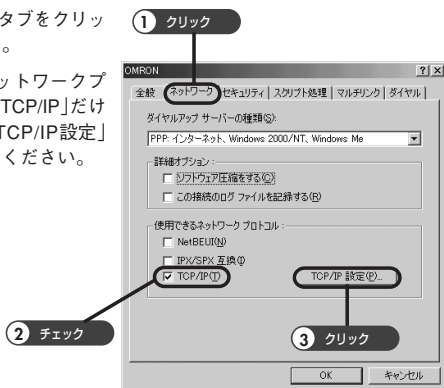 タブをクリッ
。
ットワークプ
TCP/IP」だけ
TCP/IP設定」
ください。
1 クリック
OMRON
全般 ネットワーク セキュリティ スクリプト処理 マルチリンク ダイヤル
ダイヤルアップ サーバーの種類(S):
PPP: インターネット、Windows 2000/NT、Windows Me
詳細オプション:
ソフトウェア圧縮をする(C)
この接続のログ ファイルを記録する(R)
使用できるネットワーク プロトコル:
NetBEUI(N)
IPX/SPX 互換(I)
TCP/IP(T)
TCP/IP 設定(P)...
2 チェック
3 クリック
OK キャンセル